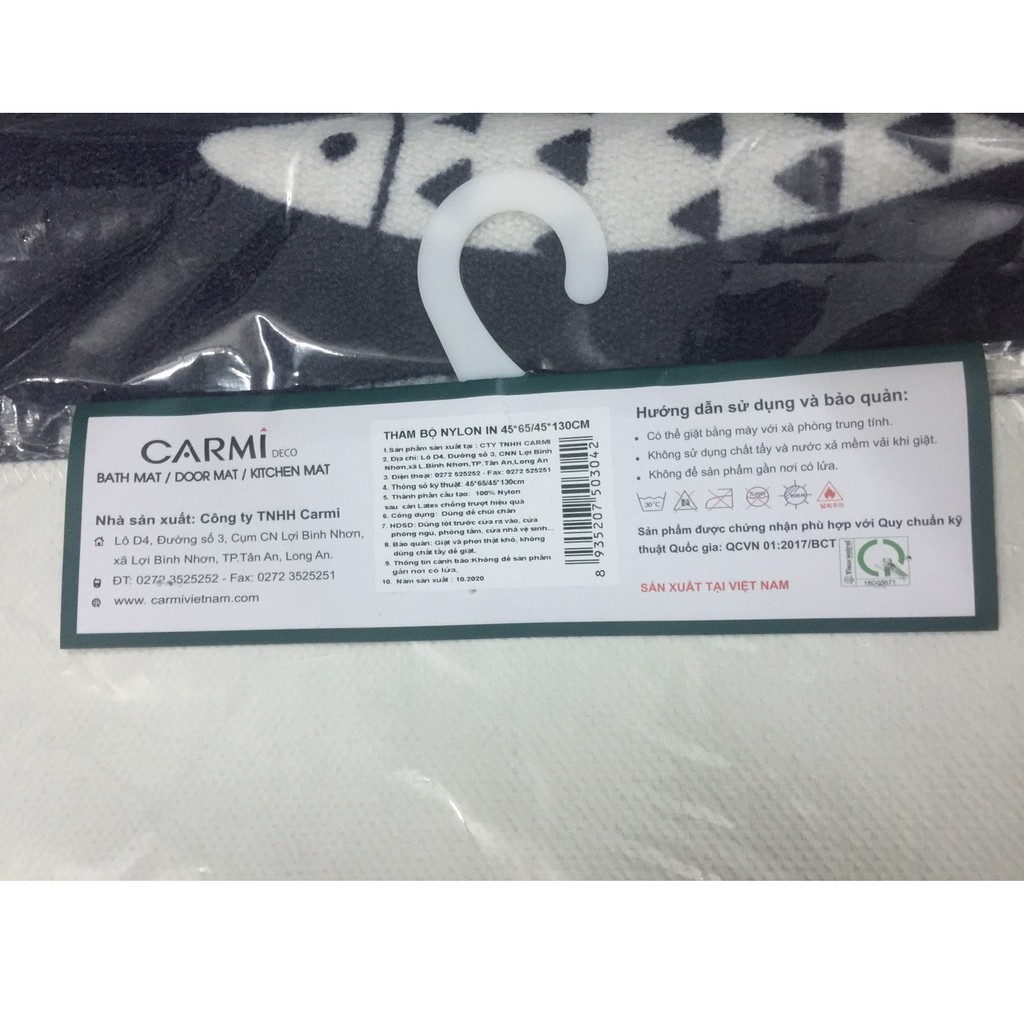 CARMI DECO
BATH MAT / DOOR MAT / KITCHEN MAT
Nhà sản xuất: Công ty TNHH Carmi
Lô D4, Đường số 3, Cụm CN Lợi Bình Nhơn,
xã Lợi Bình Nhơn, TP.Tân An, Long An.
ĐT: 0272 3525252 - Fax: 0272 3525251
www. carmivietnam.com
THẢM BỘ NYLON IN 45*65/45*130CM
1.Sản phẩm sản xuất tại : CTY TNHH CARMI
2. Địa chỉ: Lô D4, Đường số 3, CNN Lợi Bình
Nhơn,xã L.Bình Nhơn,TP.Tân An,Long An
3. Điện thoại: 0272 525252 - Fax: 0272 525251
4. Thông số kỹ thuật: 45*65/45*130cm
5. Thành phần cấu tạo: 100% Nylon
sau cán Latex chống trượt hiệu quả
6. Công dụng: Dùng để chùi chân
7. HDSD: Dùng lót trước cửa ra vào, cửa
phòng ngủ, phòng tắm, cửa nhà vệ sinh...
8. Bảo quản: Giặt và phơi thật khô, không
dùng chất tẩy để giặt.
9. Thông tin cảnh báo:Không để sản phẩm
gần nơi có lửa.
10. Năm sản xuất : 10.2020
8 935207 503042
Hướng dẫn sử dụng và bảo quản:
• Có thể giặt bằng máy với xà phòng trung tính.
• Không sử dụng chất tẩy và nước xả mềm vải khi giặt.
• Không để sản phẩm gần nơi có lửa.
30°C
Sản phẩm được chứng nhận phù hợp với Quy chuẩn kỹ
thuật Quốc gia: QCVN 01:2017/BCT
SẢN XUẤT TẠI VIỆT NAM